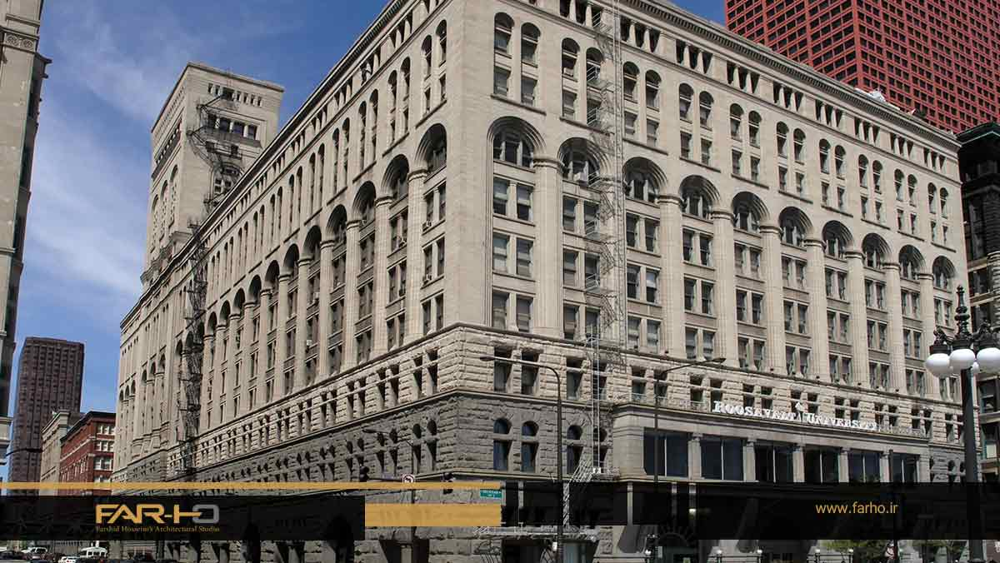 ROOSEVELT UNIVERSITY
FAR-HO
Farshid Hosseini's Architectural Studio
www.farho.ir